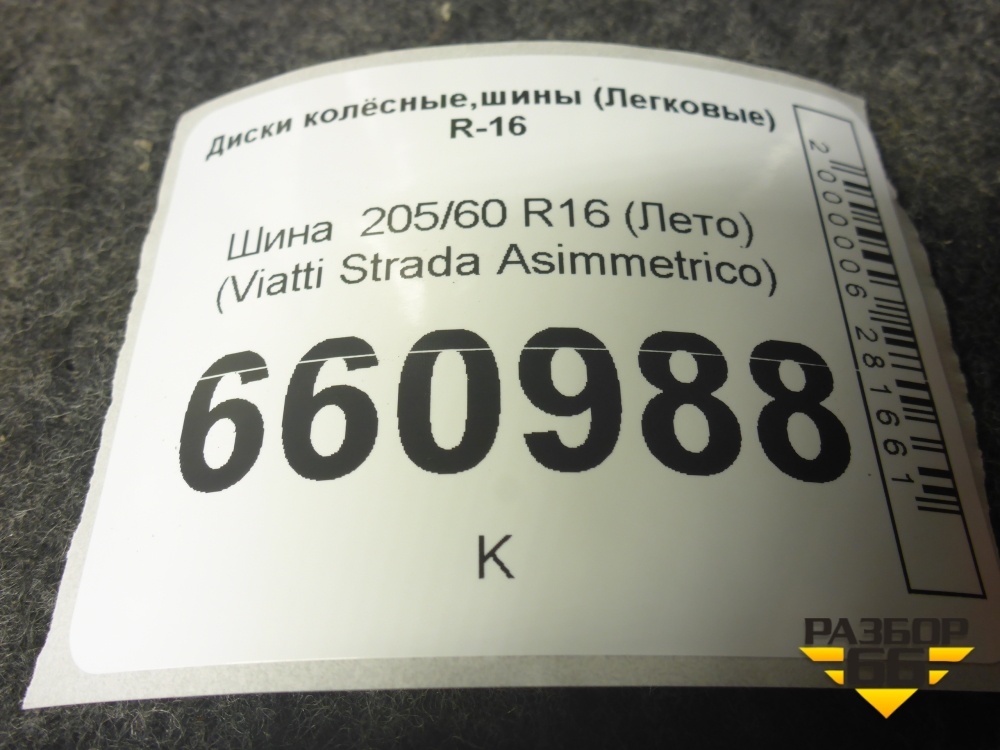 Диски колёсные,шины (Легковые)
R-16
Шина 205/60 R16 (Лето)
(Viatti Strada Asimmetrico)
660988
К
2000006281661
РАЗБОР
66